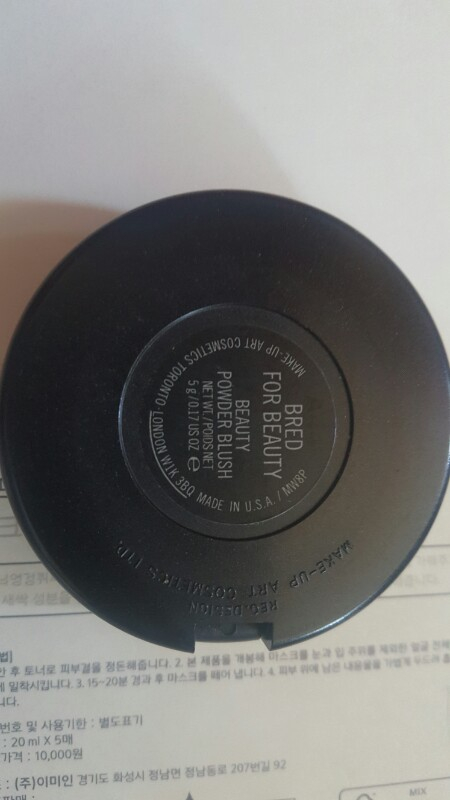 BRED
FOR BEAUTY
BEAUTY
POWDER BLUSH
NET WT. / POIDS NET
5 g / 0.17 US OZ ℮
MAKE-UP ART COSMETICS TORONTO·LONDON W1K 3BQ MADE IN U.S.A. / MW8P
MAKE-UP ART COSMETICS LTD.
REG. DESIGN
법]
안 후 토너로 피부결을 정돈해줍니다. 2. 본 제품을 개봉해 마스크를 눈과 입 주위를 제외한 얼굴 전체
에 밀착시킵니다. 3. 15~20분 경과 후 마스크를 떼어 냅니다. 4. 피부 위에 남은 내용물을 가볍게 두드려
니다.
번호 및 사용기한 : 별도표기
: 20 ml X 5매
가격 : 10,000원
: (주)이미인 경기도 화성시 정남면 정남동로 207번길 92
MIX